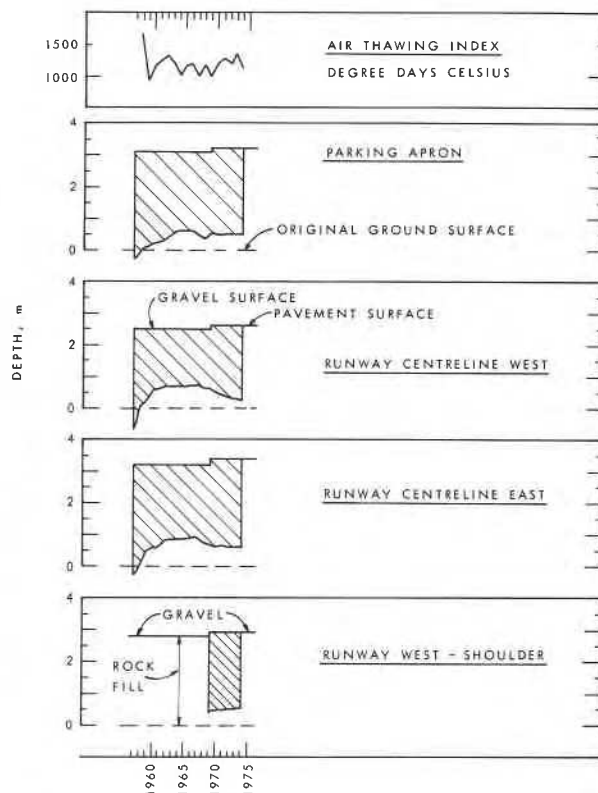 1500
1000
AIR THAWING INDEX
DEGREE DAYS CELSIUS
4
2
0
PARKING APRON
ORIGINAL GROUND SURFACE
DEPTH, m
4
2
0
GRAVEL SURFACE
PAVEMENT SURFACE
RUNWAY CENTRELINE WEST
4
2
0
RUNWAY CENTRELINE EAST
4
2
0
GRAVEL
ROCK
FILL
RUNWAY WEST - SHOULDER
1960
1965
1970
1975